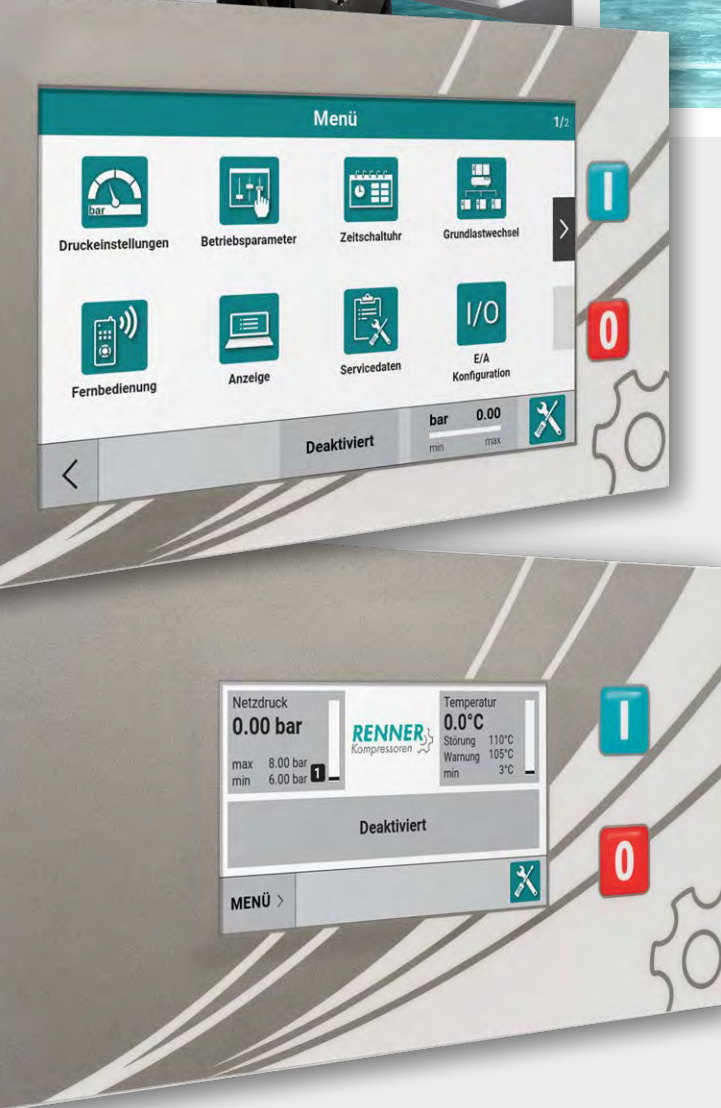 Menü
1/2
bar
Druckeinstellungen
Betriebsparameter
Zeitschaltuhr
Grundlastwechsel
>
I
0
Fernbedienung
Anzeige
Servicedaten
I/O
E/A
Konfiguration
<
Deaktiviert
bar 0.00
min max
Netzdruck
0.00 bar
max 8.00 bar
min 6.00 bar
1
RENNER
Kompressoren
Temperatur
0.0°C
Störung 110°C
Warnung 105°C
min 3°C
Deaktiviert
MENÜ >
I
0